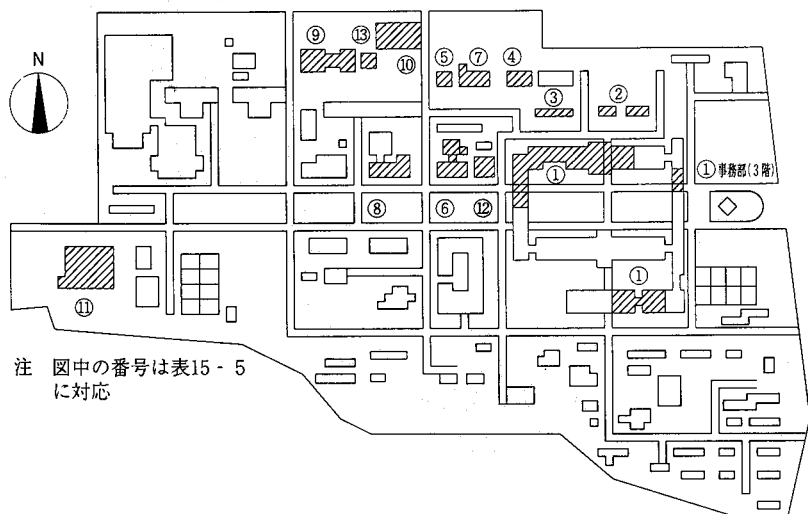 ⑨ ⑬ ⑩ ⑤ ⑦ ④
N
③ ②
① ① 事務部(3階)
⑧ ⑥ ⑫
①
⑪
注 図中の番号は表15-5
に対応